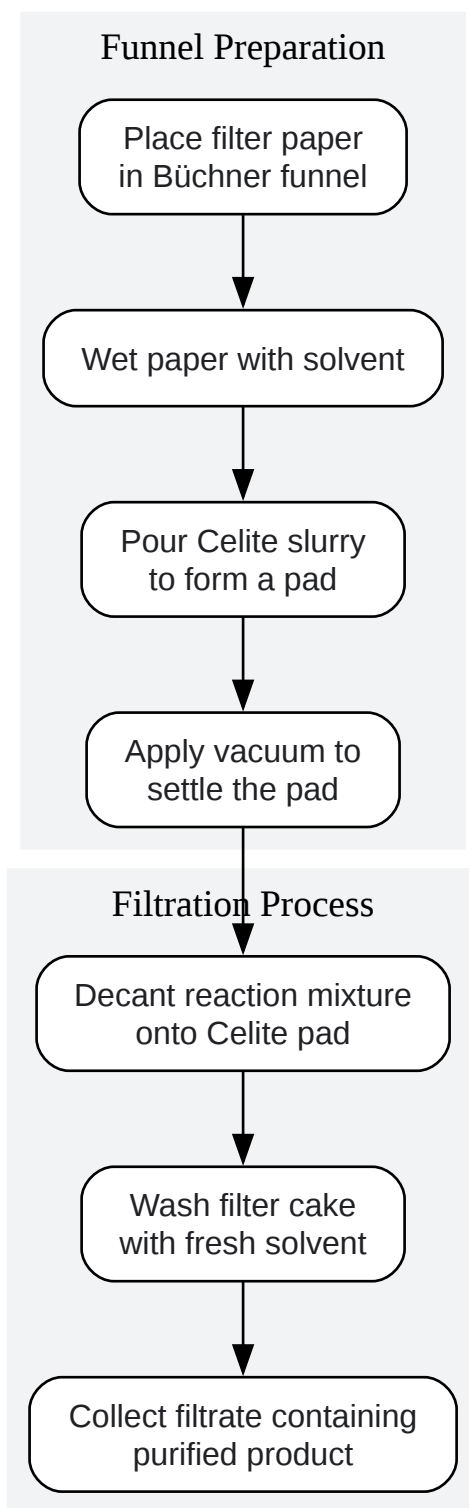 Funnel Preparation
Place filter paper
in Büchner funnel
Wet paper with solvent
Pour Celite slurry
to form a pad
Apply vacuum to
settle the pad
Filtration Process
Decant reaction mixture
onto Celite pad
Wash filter cake
with fresh solvent
Collect filtrate containing
purified product